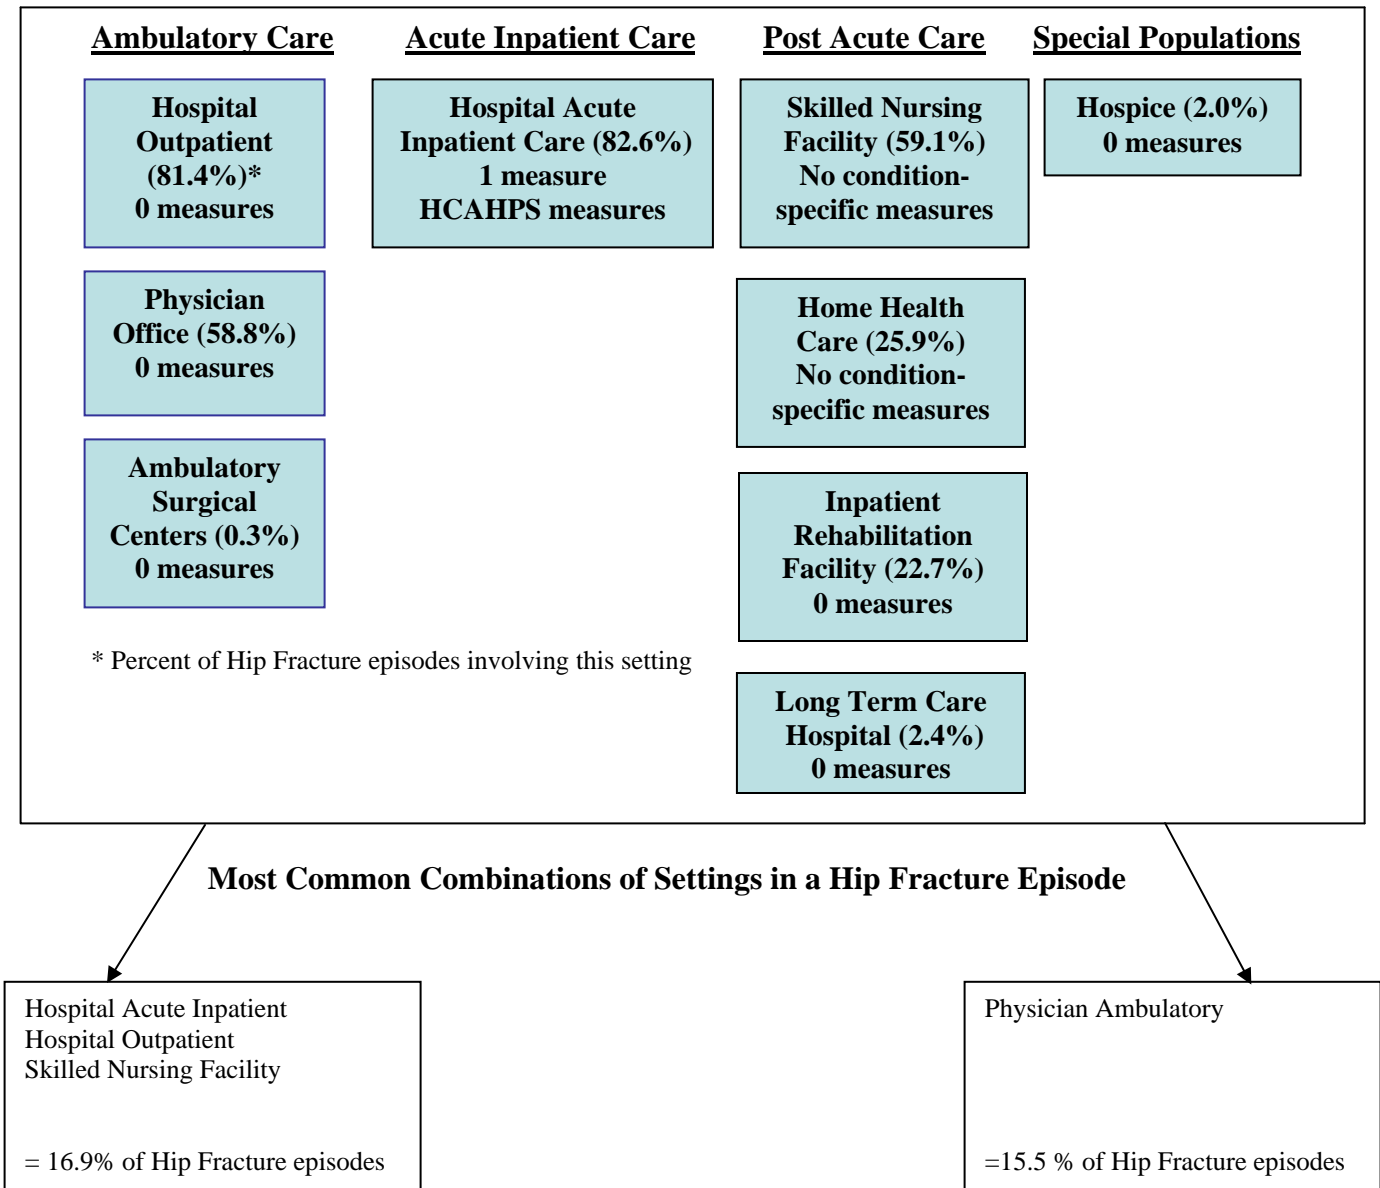 Ambulatory Care
Hospital
Outpatient
(81.4%)*
0 measures
Physician
Office (58.8%)
0 measures
Ambulatory
Surgical
Centers (0.3%)
0 measures
* Percent of Hip Fracture episodes involving this setting
Acute Inpatient Care
Hospital Acute
Inpatient Care (82.6%)
1 measure
HCAHPS measures
Post Acute Care
Skilled Nursing
Facility (59.1%)
No condition-
specific measures
Home Health
Care (25.9%)
No condition-
specific measures
Inpatient
Rehabilitation
Facility (22.7%)
0 measures
Long Term Care
Hospital (2.4%)
0 measures
Special Populations
Hospice (2.0%)
0 measures
Most Common Combinations of Settings in a Hip Fracture Episode
Hospital Acute Inpatient
Hospital Outpatient
Skilled Nursing Facility
= 16.9% of Hip Fracture episodes
Physician Ambulatory
=15.5 % of Hip Fracture episodes